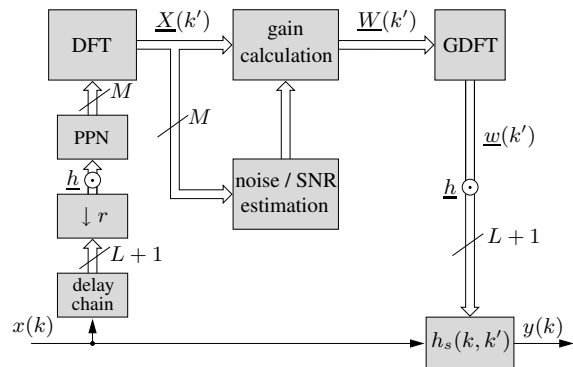 DFT
X(k′)
gain
calculation
W(k′)
GDFT
M
PPN
M
w(k′)
h
noise / SNR
estimation
h
↓ r
L + 1
L + 1
delay
chain
x(k)
h_s(k, k′)
y(k)